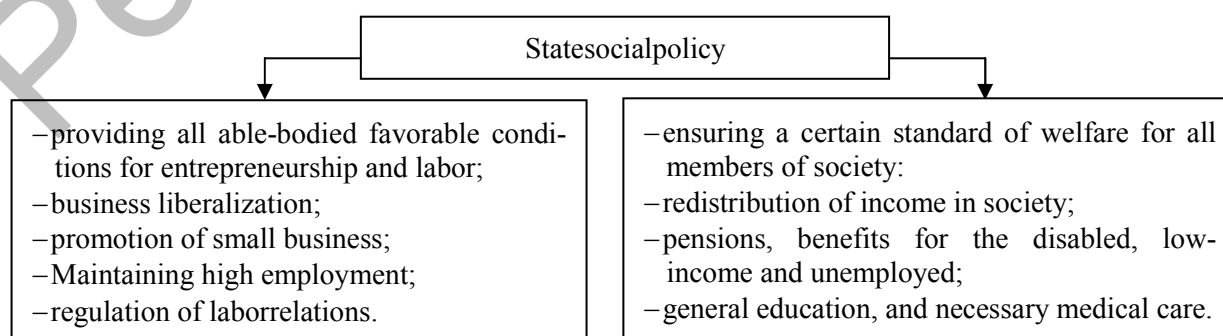 Pe
Statesocialpolicy
–providing all able-bodied favorable condi-
tions for entrepreneurship and labor;
–business liberalization;
–promotion of small business;
–Maintaining high employment;
–regulation of laborrelations.
–ensuring a certain standard of welfare for all
members of society:
–redistribution of income in society;
–pensions, benefits for the disabled, low-
income and unemployed;
–general education, and necessary medical care.